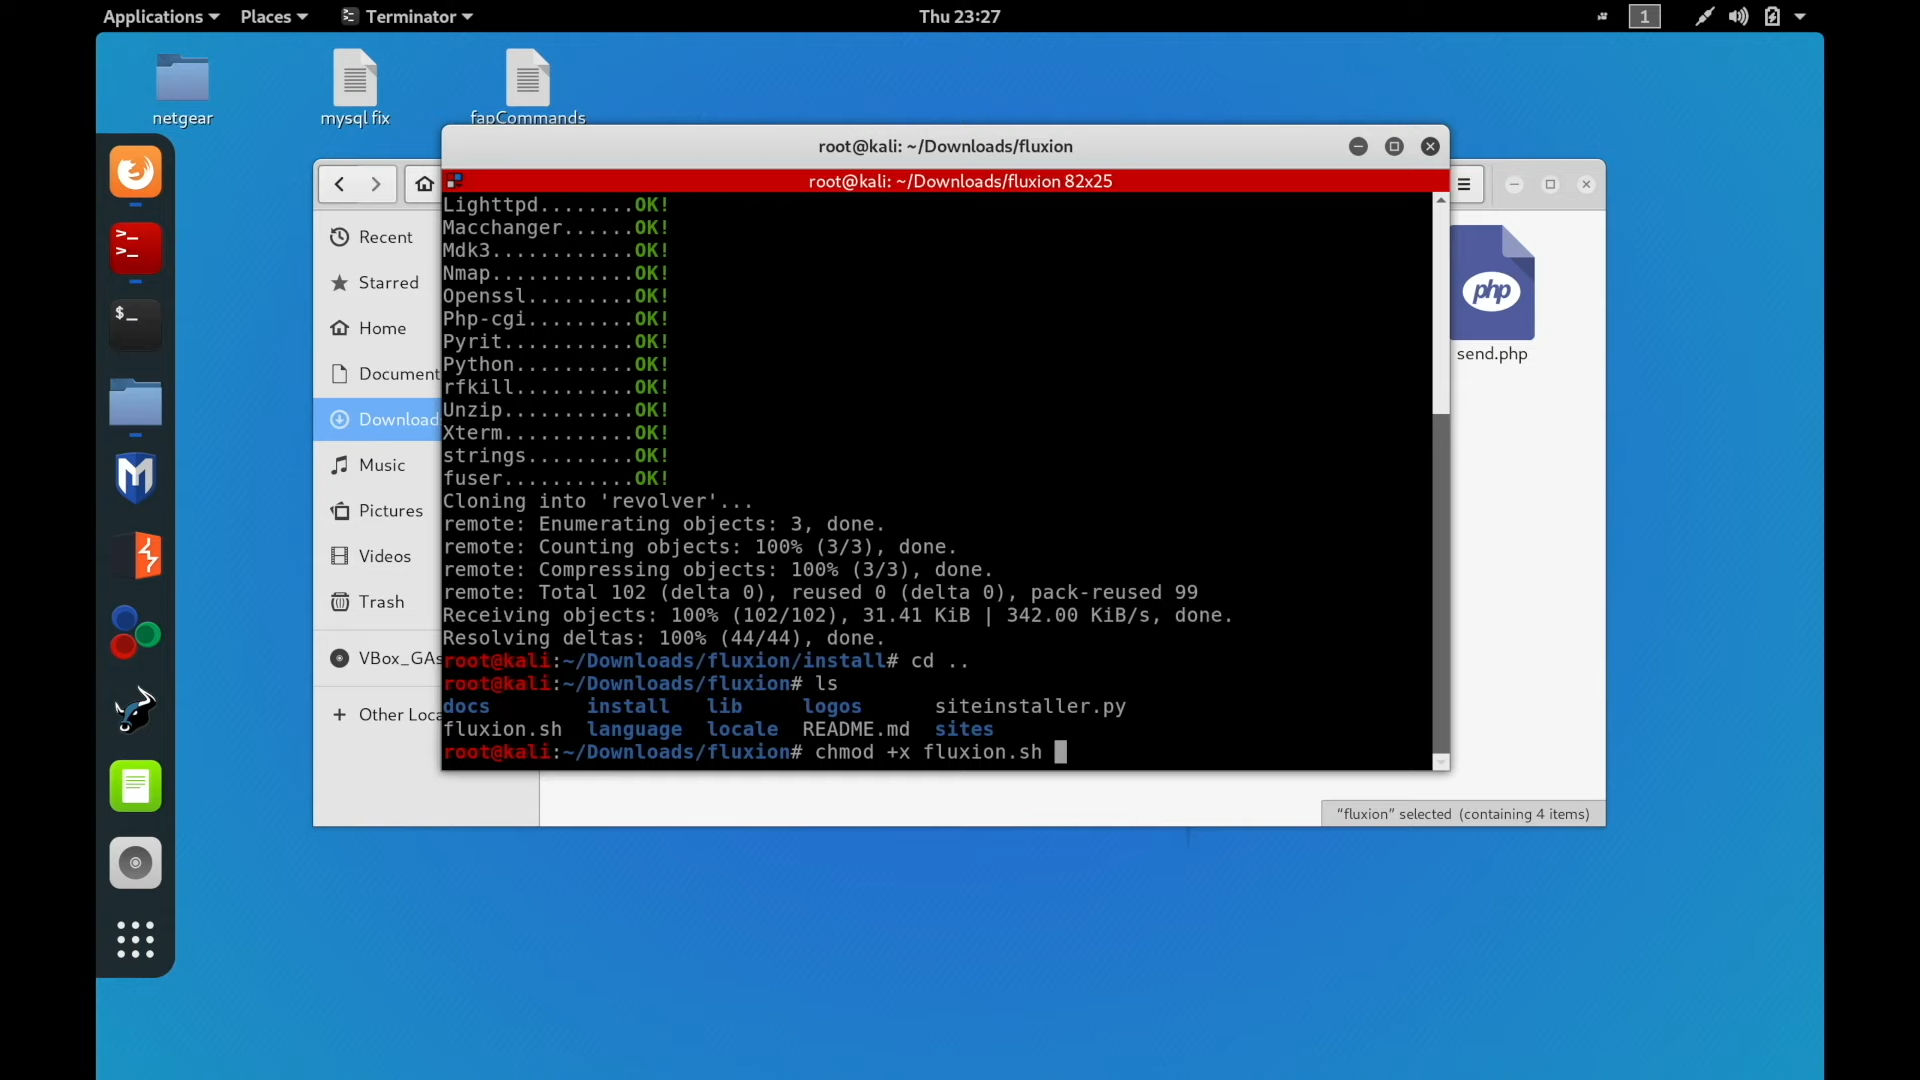 Applications Places Terminator Thu 23:27 1
netgear
mysql fix
fapCommands
root@kali: ~/Downloads/fluxion
root@kali: ~/Downloads/fluxion 82x25
Recent
Starred
Home
Document
Download
Music
Pictures
Videos
Trash
VBox_GAs
+ Other Loca
Lighttpd........OK!
Macchanger......OK!
Mdk3............OK!
Nmap............OK!
Openssl.........OK!
Php-cgi.........OK!
Pyrit...........OK!
Python..........OK!
rfkill..........OK!
Unzip...........OK!
Xterm...........OK!
strings.........OK!
fuser...........OK!
Cloning into 'revolver'...
remote: Enumerating objects: 3, done.
remote: Counting objects: 100% (3/3), done.
remote: Compressing objects: 100% (3/3), done.
remote: Total 102 (delta 0), reused 0 (delta 0), pack-reused 99
Receiving objects: 100% (102/102), 31.41 KiB | 342.00 KiB/s, done.
Resolving deltas: 100% (44/44), done.
root@kali:~/Downloads/fluxion/install# cd ..
root@kali:~/Downloads/fluxion# ls
docs install lib logos siteinstaller.py
fluxion.sh language locale README.md sites
root@kali:~/Downloads/fluxion# chmod +x fluxion.sh
php
send.php
“fluxion” selected (containing 4 items)
>_
>_
$_